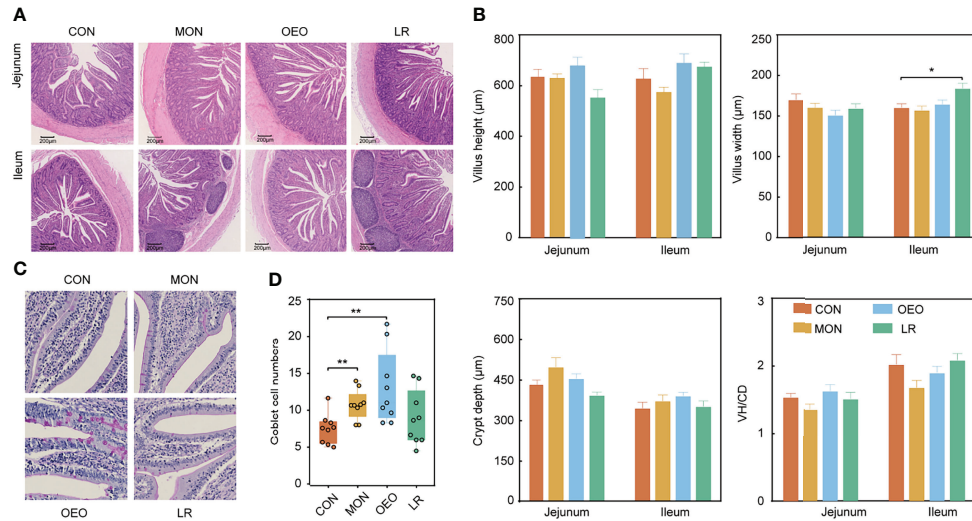 A
CON MON OEO LR
Jejunum
200μm 200μm 200μm 200μm
Ileum
200μm 200μm 200μm 200μm
B
Villus height (μm)
800
600
400
200
0
Jejunum Ileum
Villus width (μm)
250
200
150
100
50
0
*
Jejunum Ileum
C
CON MON
OEO LR
D
Coblet cell numbers
25
20
15
10
5
0
**
**
CON MON OEO LR
Crypt depth (μm)
750
600
450
300
150
0
Jejunum Ileum
VH/CD
3
2
1
0
CON OEO
MON LR
Jejunum Ileum